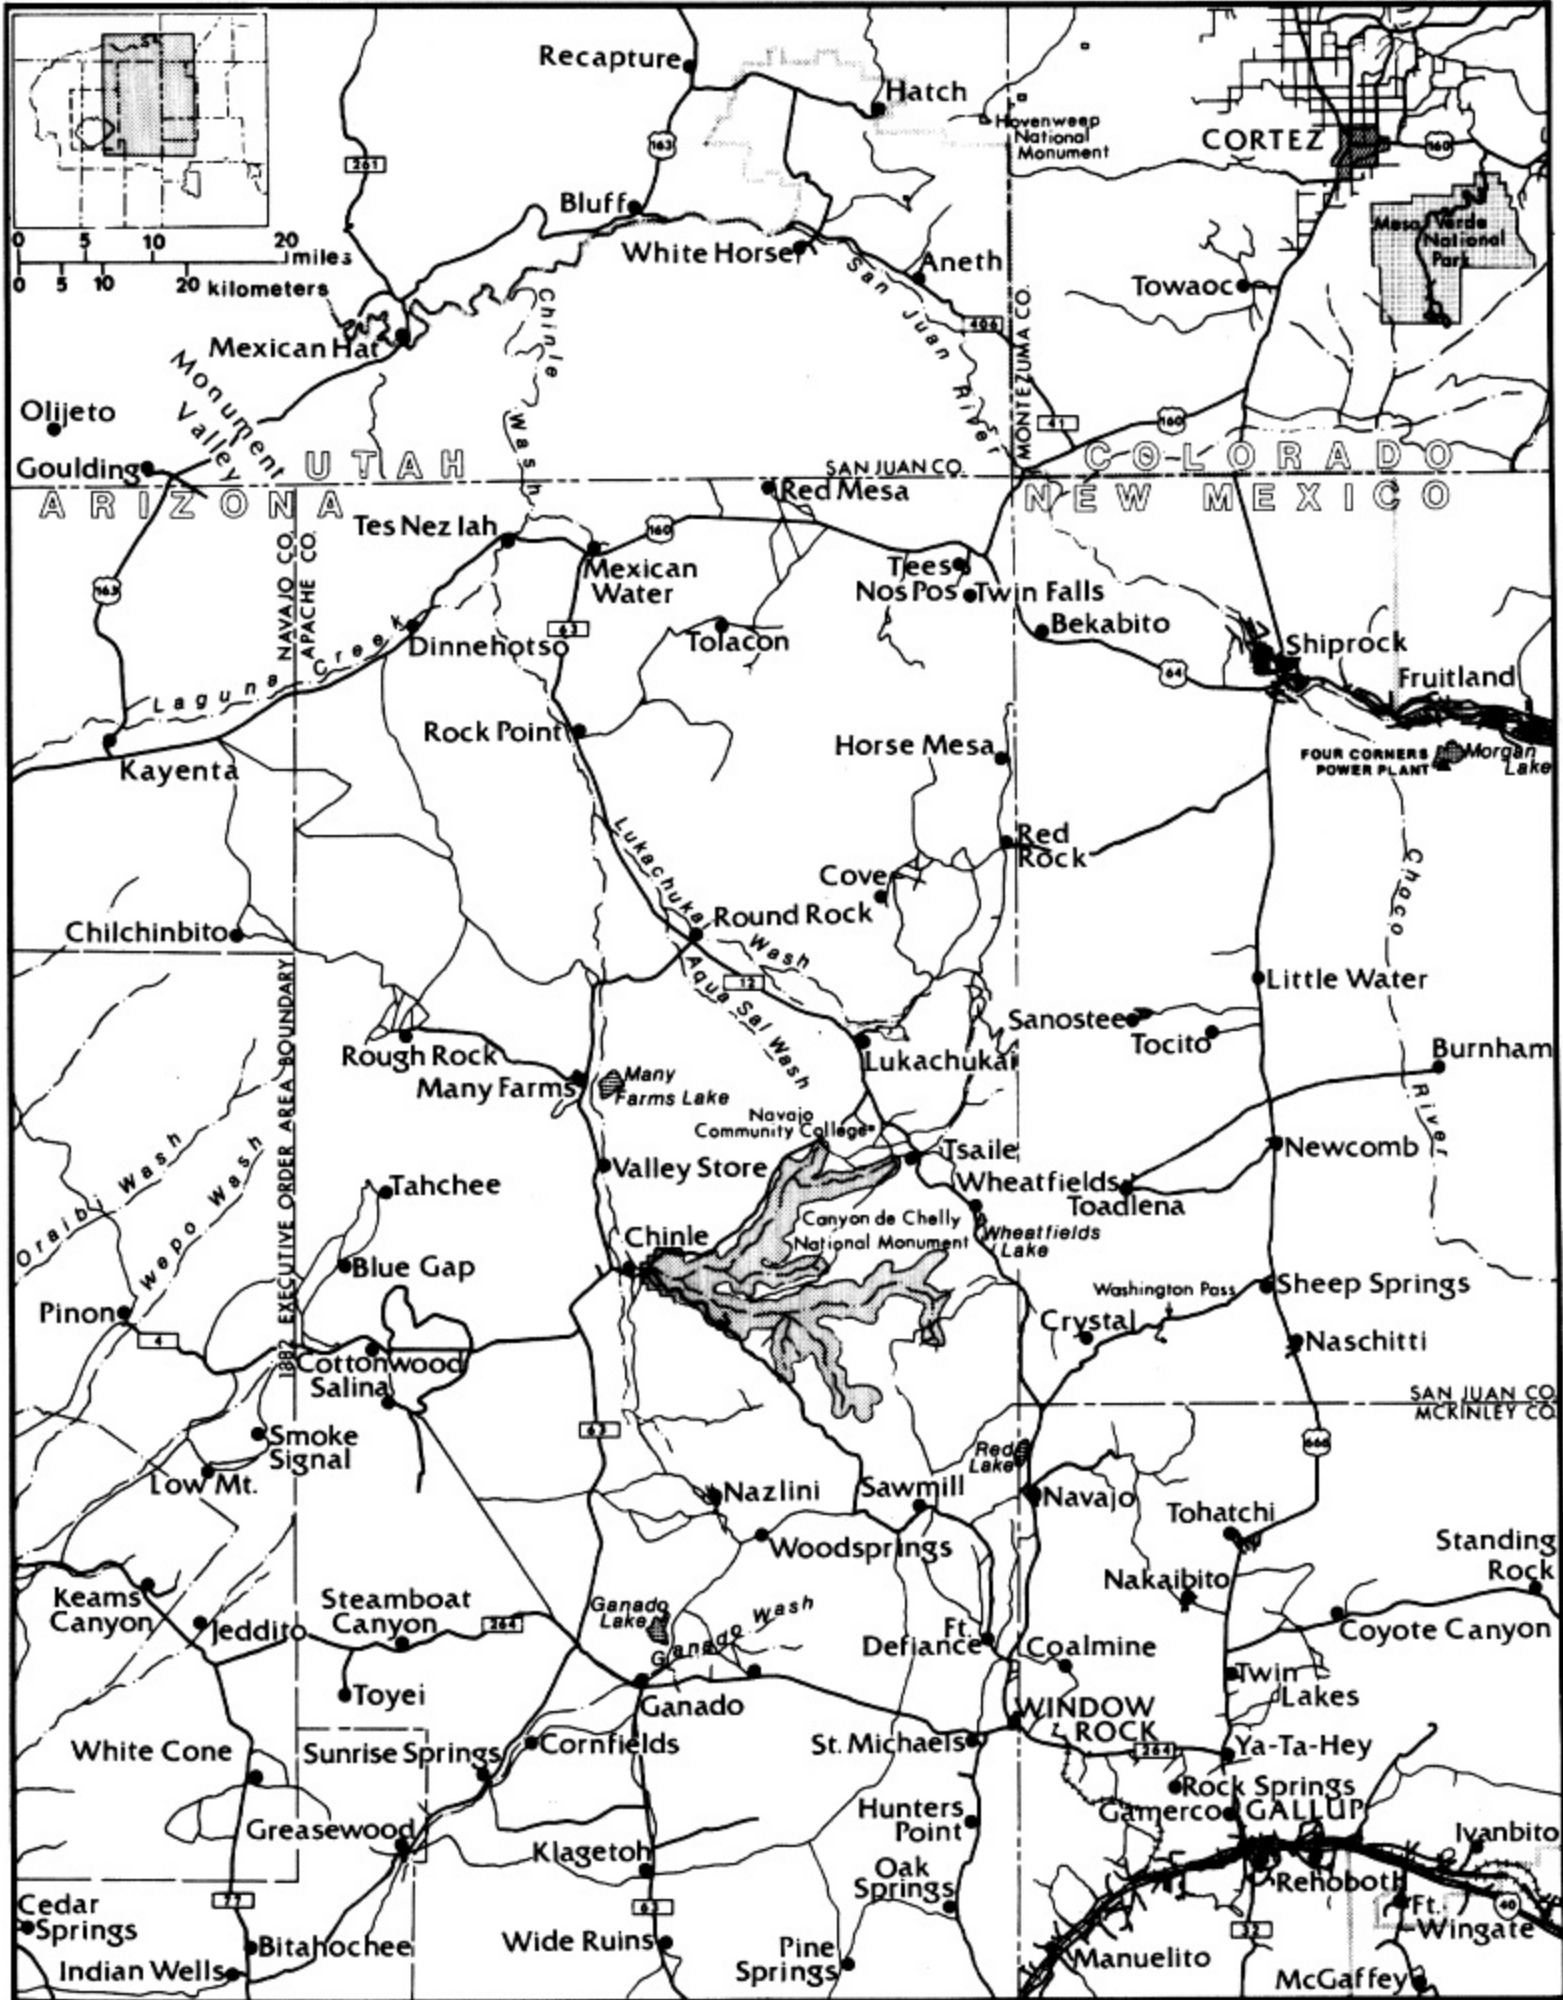 Recapture
Hatch
Hovenweep
National
Monument
CORTEZ
160
163
261
Bluff
White Horse
Mesa Verde
National
Park
0 5 10 20
miles
0 5 10 20 kilometers
Aneth
Towaoc
San Juan River
406
Chinle Wash
Mexican Hat
Monument
Valley
MONTEZUMA CO.
Olijeto
41
160
Goulding
UTAH
SAN JUAN CO.
COLORADO
ARIZONA
Red Mesa
NEW MEXICO
Tes Nez Iah
160
NAVAJO CO.
APACHE CO.
Mexican
Water
Tees
Nos Pos
Twin Falls
163
63
Dinnehotso
Tolacon
Bekabito
Shiprock
64
Fruitland
Laguna Creek
Rock Point
Horse Mesa
FOUR CORNERS
POWER PLANT
Morgan
Lake
Kayenta
Red
Rock
Lukachukai Wash
Cove
Chaco River
Round Rock
Chilchinbito
12
Aqua Sal Wash
Little Water
Sanostee
Tocito
Rough Rock
Lukachukai
Burnham
Many Farms
Many
Farms Lake
1882 EXECUTIVE ORDER AREA BOUNDARY
Navajo
Community College
Tsaile
Newcomb
Valley Store
Oraibi Wash
Wepo Wash
Tahchee
Wheatfields
Toadlena
Canyon de Chelly
National Monument
Wheatfields
Lake
Chinle
Blue Gap
Washington Pass
Sheep Springs
Pinon
4
Crystal
Naschitti
Cottonwood
Salina
SAN JUAN CO.
MCKINLEY CO.
63
666
Smoke
Signal
Red
Lake
Low Mt.
Nazlini
Sawmill
Navajo
Tohatchi
Woodsprings
Standing
Rock
Nakaibito
Keams
Canyon
Steamboat
Canyon
Jeddito
264
Ganado
Lake
Ganado Wash
Ft.
Defiance
Coalmine
Coyote Canyon
Twin
Lakes
Toyei
Ganado
WINDOW
ROCK
White Cone
Sunrise Springs
Cornfields
St. Michaels
264
Ya-Ta-Hey
Rock Springs
Gamerco
GALLUP
Hunters
Point
Greasewood
Klagetoh
Ivanbito
Oak
Springs
Rehoboth
77
63
40
Cedar
Springs
Ft.
Wingate
32
Bitahochee
Wide Ruins
Pine
Springs
Manuelito
Indian Wells
McGaffey